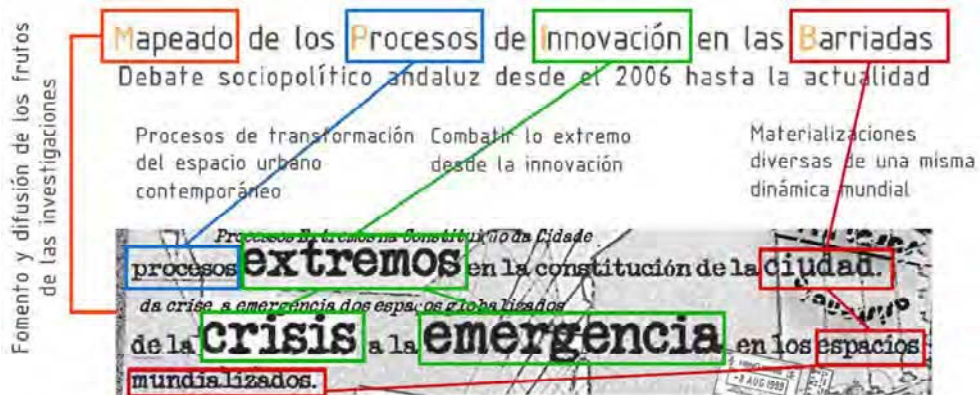 Fomento y difusión de los frutos
de las investigaciones
Mapeado de los Procesos de Innovación en las Barriadas
Debate sociopolítico andaluz desde el 2006 hasta la actualidad
Procesos de transformación
del espacio urbano
contemporáneo
Combatir lo extremo
desde la innovación
Materializaciones
diversas de una misma
dinámica mundial
Processos Extremos na Constituição da Cidade
procesos extremos en la constitución de la ciudad.
da crise a emergência dos espaços globalizados
de la crisis a la emergencia en los espacios
mundializados.
-3 AUG 1999